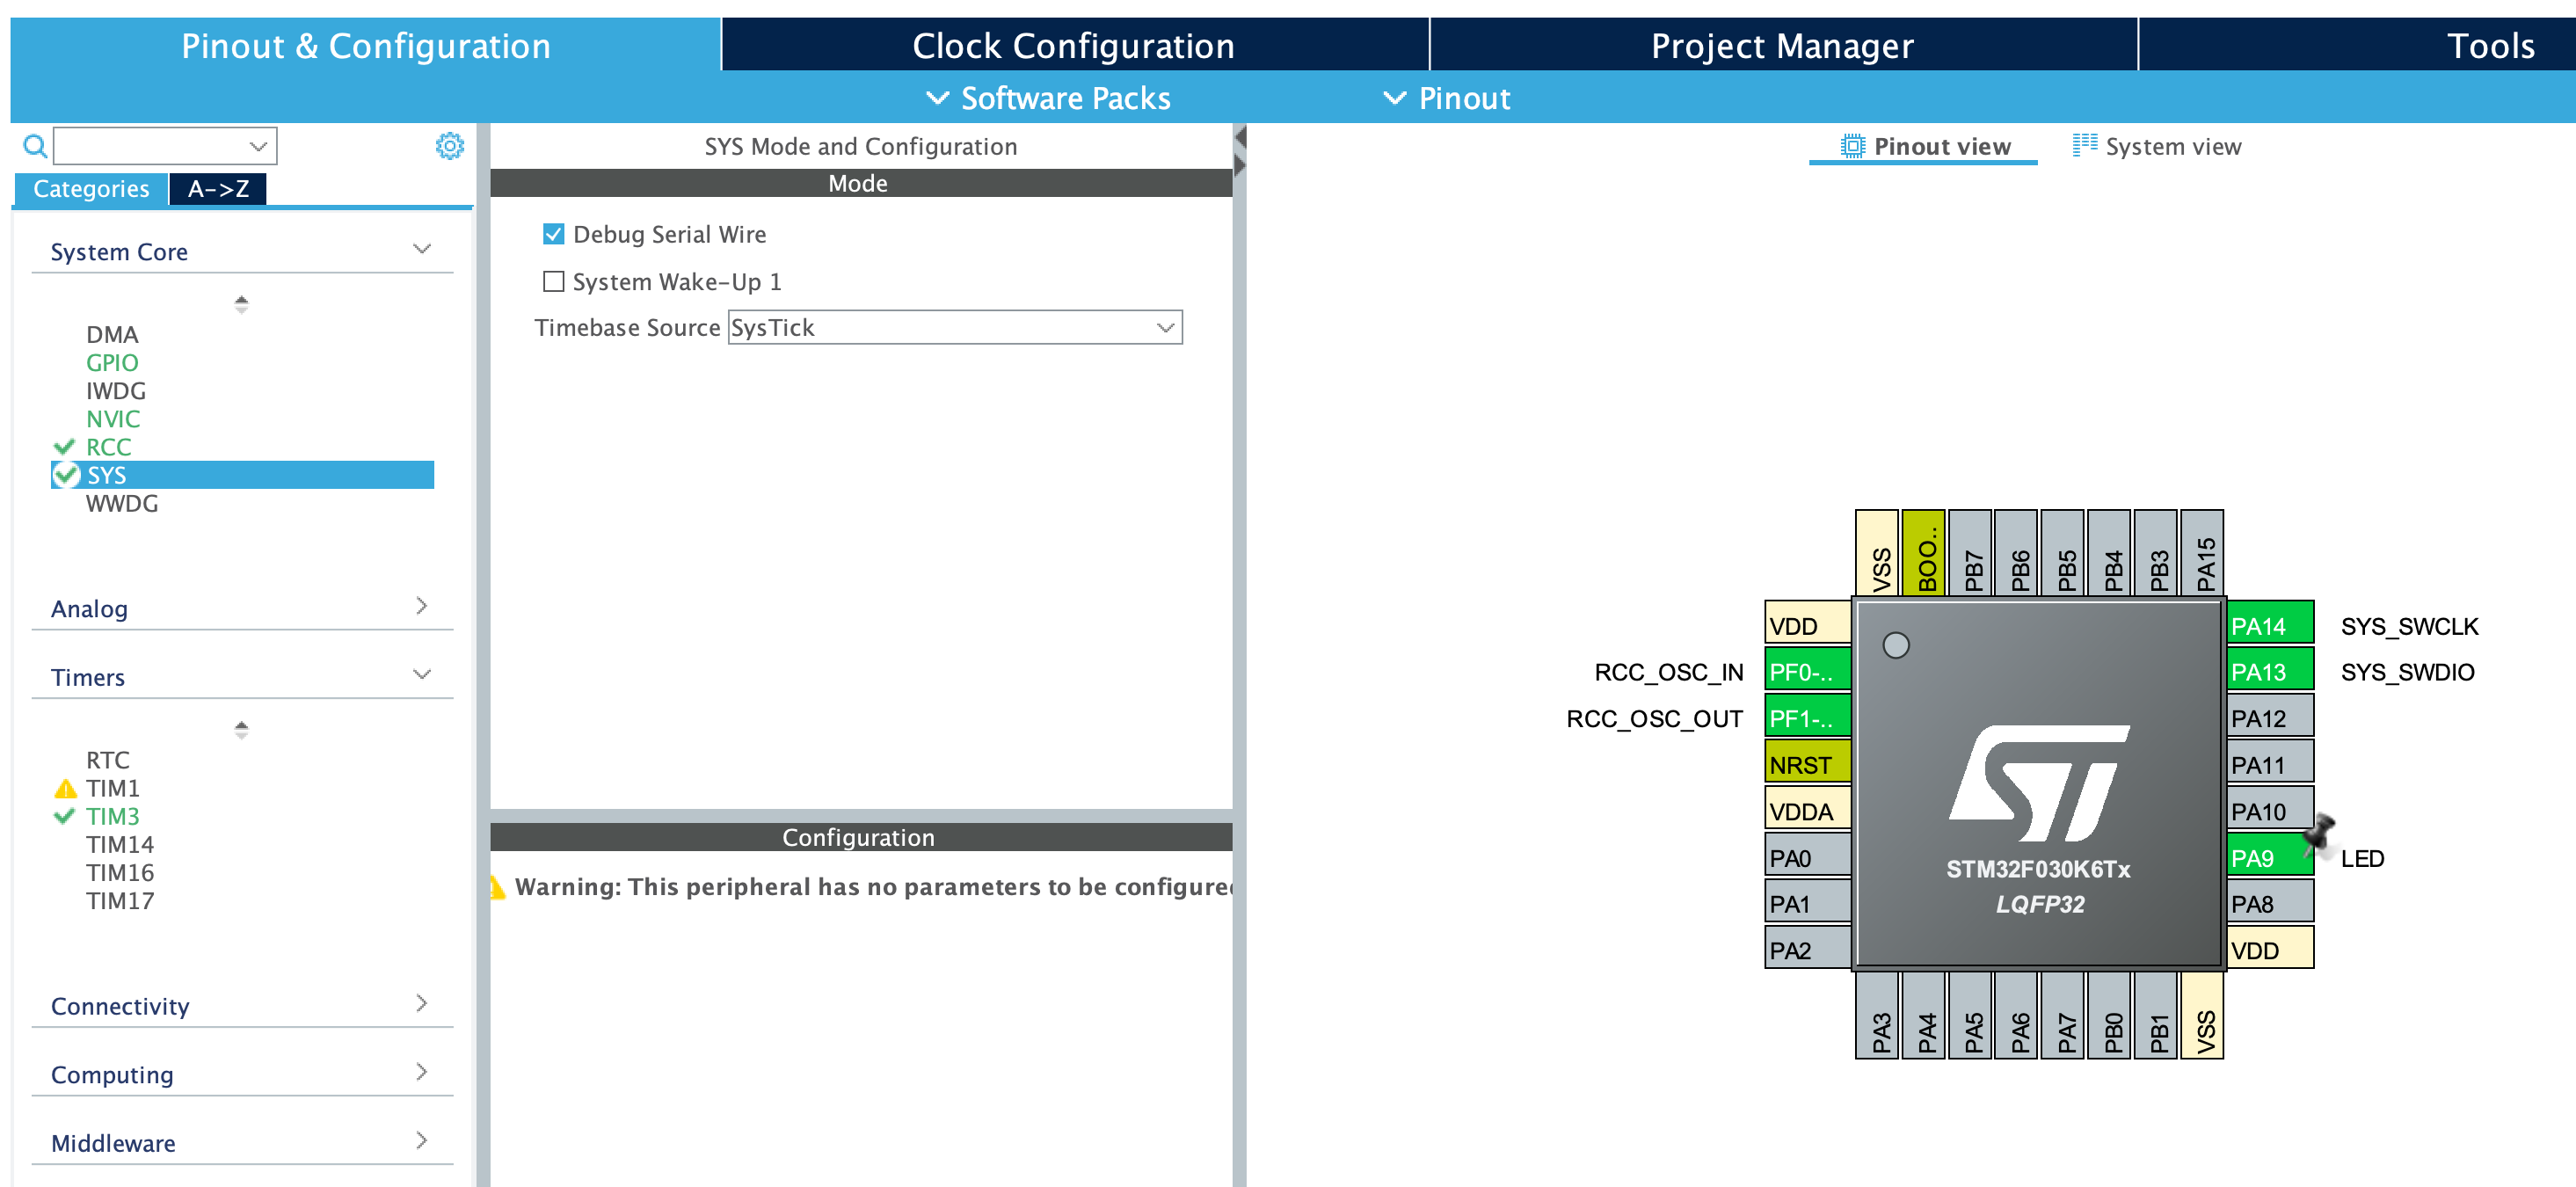 Pinout & Configuration
Clock Configuration
Project Manager
Tools
Software Packs
Pinout
Categories
A->Z
System Core
DMA
GPIO
IWDG
NVIC
RCC
SYS
WWDG
Analog
Timers
RTC
TIM1
TIM3
TIM14
TIM16
TIM17
Connectivity
Computing
Middleware
SYS Mode and Configuration
Mode
Debug Serial Wire
System Wake-Up 1
Timebase Source SysTick
Configuration
Warning: This peripheral has no parameters to be configured
Pinout view
System view
VSS
BOO..
PB7
PB6
PB5
PB4
PB3
PA15
VDD
RCC_OSC_IN PF0-..
RCC_OSC_OUT PF1-..
NRST
VDDA
PA0
PA1
PA2
ST
STM32F030K6Tx
LQFP32
PA14 SYS_SWCLK
PA13 SYS_SWDIO
PA12
PA11
PA10
PA9 LED
PA8
VDD
PA3
PA4
PA5
PA6
PA7
PB0
PB1
VSS